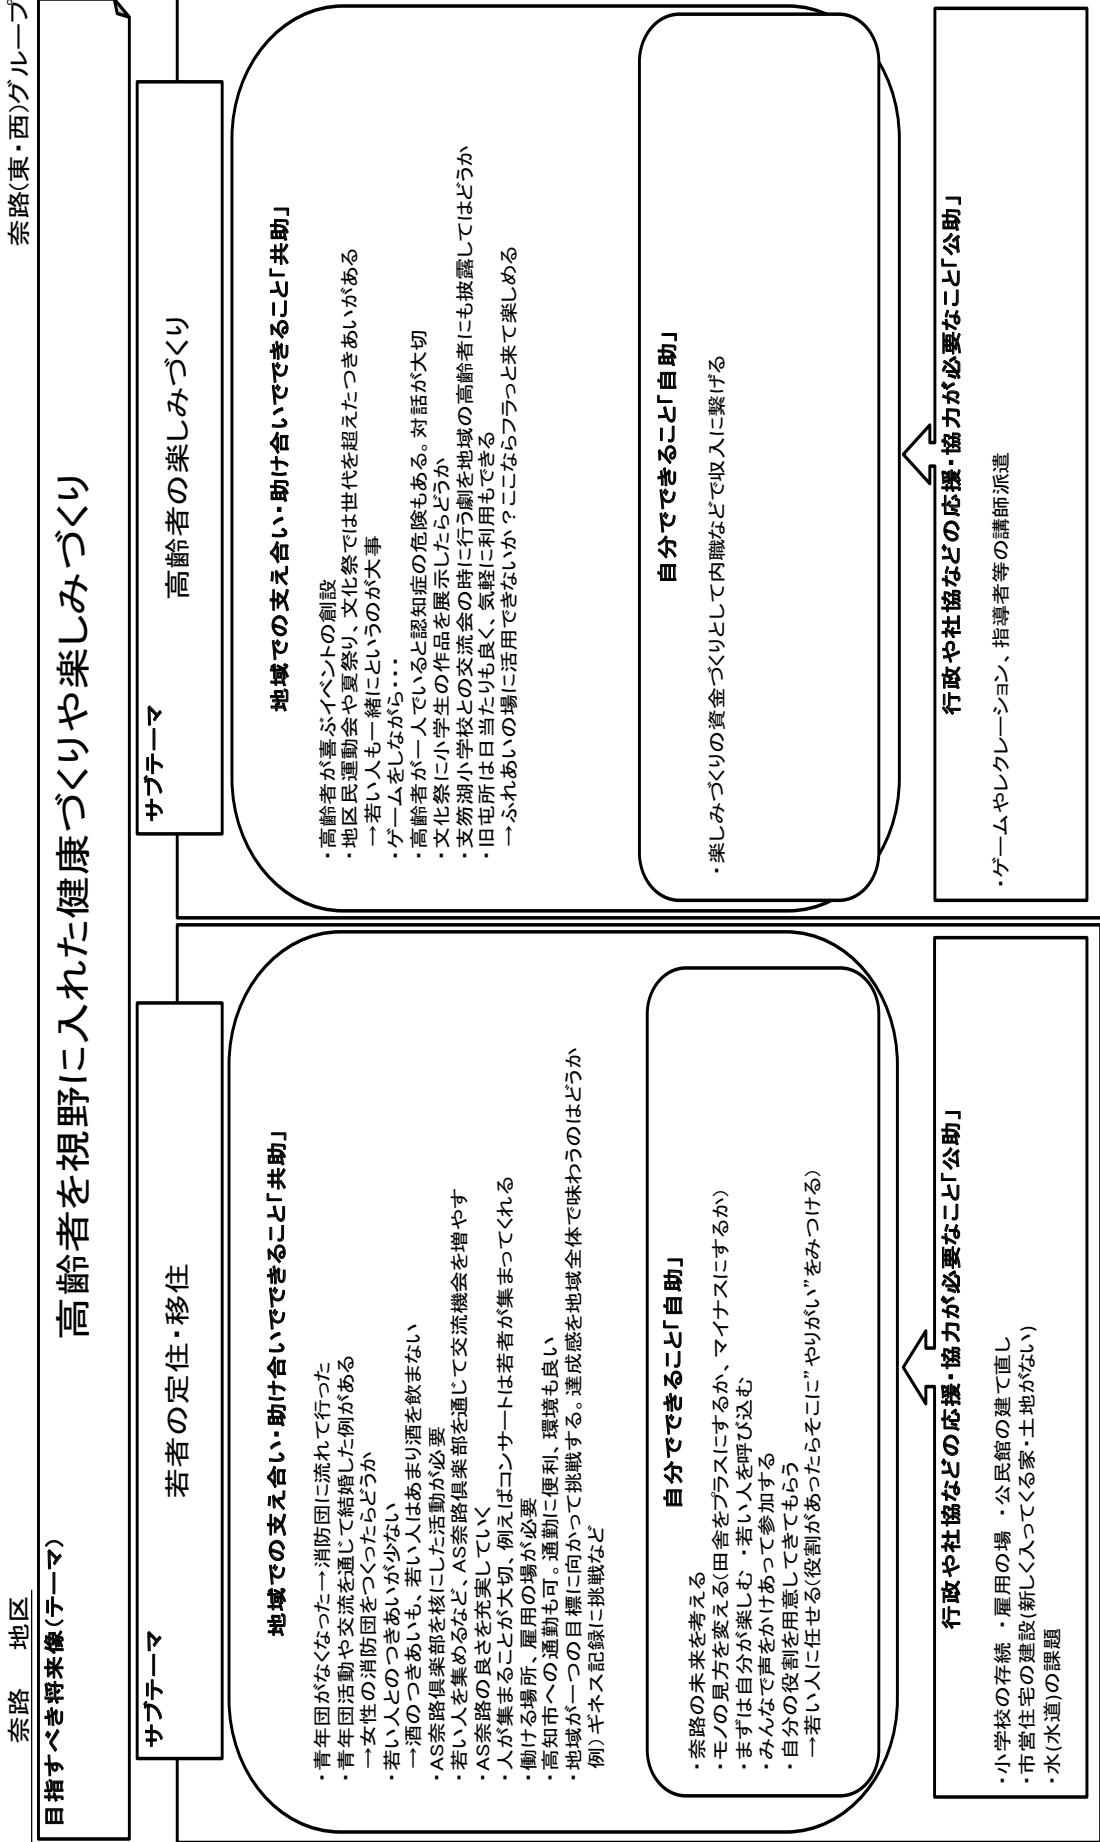 奈路　地区
奈路(東・西)グループ
目指すべき将来像(テーマ)
高齢者を視野に入れた健康づくりや楽しみづくり
サブテーマ
若者の定住・移住
地域での支え合い・助け合いでできること「共助」
・青年団がなくなった→消防団に流れて行った
・青年団活動や交流を通じて結婚した例がある
→女性の消防団をつくったらどうか
・若い人とのつきあいが少ない
→酒のつきあいも、若い人はあまり酒を飲まない
・AS奈路倶楽部を核にした活動が必要
・若い人を集めるなど、AS奈路倶楽部を通じて交流機会を増やす
・AS奈路の良さを充実していく
・人が集まることが大切、例えばコンサートは若者が集まってくれる
・働ける場所、雇用の場が必要
・高知市への通勤も可。通勤に便利、環境も良い
・地域が一つの目標に向かって挑戦する。達成感を地域全体で味わうのはどうか
例)ギネス記録に挑戦など
自分でできること「自助」
・奈路の未来を考える
・モノの見方を変える(田舎をプラスにするか、マイナスにするか)
・まずは自分が楽しむ ・若い人を呼び込む
・みんなで声をかけあって参加する
・自分の役割を用意してきてもらう
→若い人に任せる(役割があったらそこに”やりがい”をみつける)
行政や社協などの応援・協力が必要なこと「公助」
・小学校の存続 ・雇用の場 ・公民館の建て直し
・市営住宅の建設(新しく入ってくる家・土地がない)
・水(水道)の課題
サブテーマ
高齢者の楽しみづくり
地域での支え合い・助け合いでできること「共助」
・高齢者が喜ぶイベントの創設
・地区民運動会や夏祭り、文化祭では世代を超えたつきあいがある
→若い人も一緒にというのが大事
・ゲームをしながら・・・
・高齢者が一人でいると認知症の危険もある。対話が大切
・文化祭に小学生の作品を展示したらどうか
・支笏湖小学校との交流会の時に行う劇を地域の高齢者にも披露してはどうか
・旧屯所は日当たりも良く、気軽に利用もできる
→ふれあいの場に活用できないか？ここならフラっと来て楽しめる
自分でできること「自助」
・楽しみづくりの資金づくりとして内職などで収入に繋げる
行政や社協などの応援・協力が必要なこと「公助」
・ゲームやレクレーション、指導者等の講師派遣